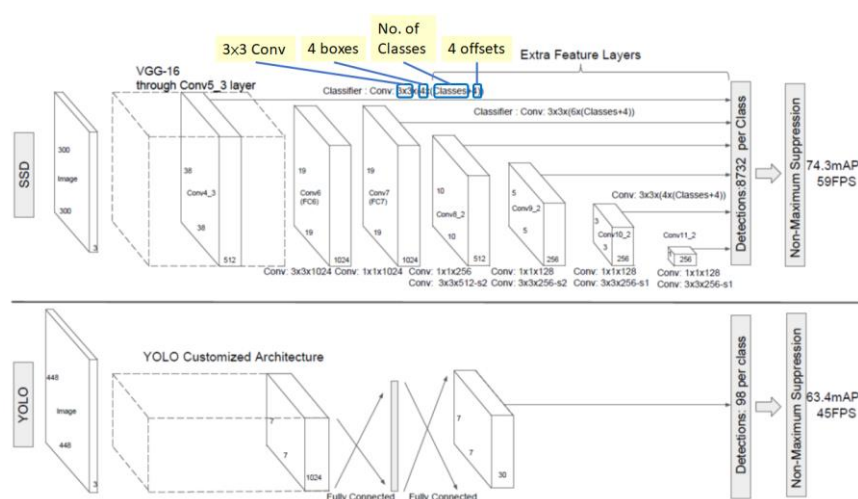 No. of
3x3 Conv 4 boxes Classes 4 offsets
Extra Feature Layers
VGG-16
through Conv5_3 layer
Classifier : Conv: 3x3x(4x(Classes+4))
Classifier : Conv: 3x3x(6x(Classes+4))
SSD
300
Image
300
3
38
Conv4_3
38
512
19
Conv6
(FC6)
19
1024
19
Conv7
(FC7)
19
1024
10
Conv8_2
10
512
5
Conv9_2
5
256
Conv: 3x3x(4x(Classes+4))
3
Conv10_2
3
256
Conv11_2
256
Conv: 3x3x1024 Conv: 1x1x1024 Conv: 1x1x256 Conv: 1x1x128 Conv: 1x1x128 Conv: 1x1x128
Conv: 3x3x512-s2 Conv: 3x3x256-s2 Conv: 3x3x256-s1 Conv: 3x3x256-s1
Detections:8732 per Class
Non-Maximum Suppression
74.3mAP
59FPS
YOLO
448
Image
448
3
YOLO Customized Architecture
7
7
1024
Fully Connected Fully Connected
7
7
30
Detections: 98 per class
Non-Maximum Suppression
63.4mAP
45FPS